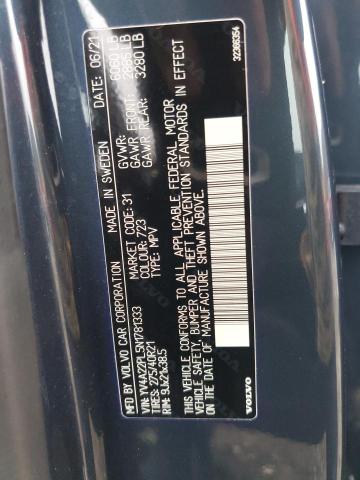 MFD BY VOLVO CAR CORPORATION
MADE IN SWEDEN
DATE: 06/21
VIN: YV4A22PL5M1781333
MARKET CODE: 31
GVWR: 6060 LB
TIRES: 275/40R21
COLOUR: 723
GAWR FRONT: 2895 LB
RIM: 9.0Jx21x38.5
TYPE: MPV
GAWR REAR: 3280 LB
THIS VEHICLE CONFORMS TO ALL APPLICABLE FEDERAL MOTOR
VEHICLE SAFETY, BUMPER AND THEFT PREVENTION STANDARDS IN EFFECT
ON THE DATE OF MANUFACTURE SHOWN ABOVE.
VOLVO
32366354